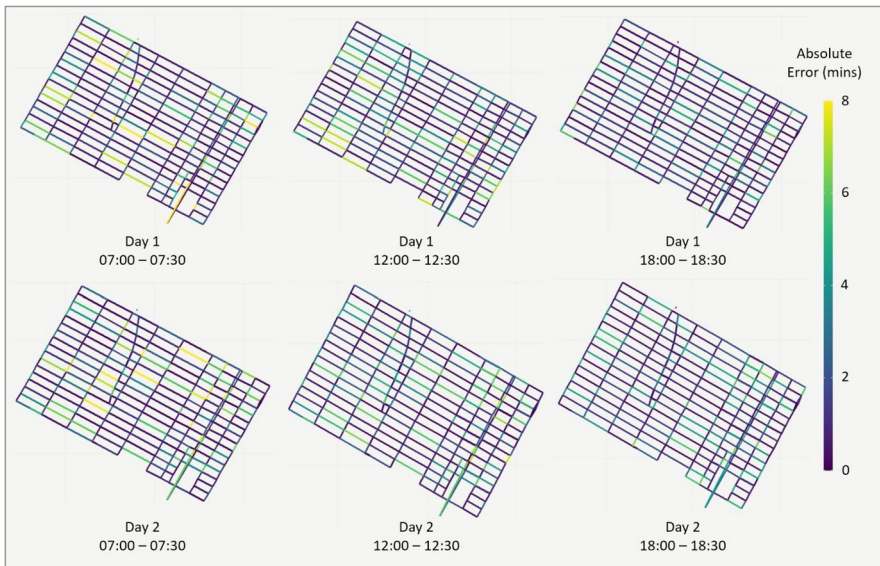 Absolute
Error (mins)
8
6
4
2
0
Day 1
07:00 – 07:30
Day 1
12:00 – 12:30
Day 1
18:00 – 18:30
Day 2
07:00 – 07:30
Day 2
12:00 – 12:30
Day 2
18:00 – 18:30